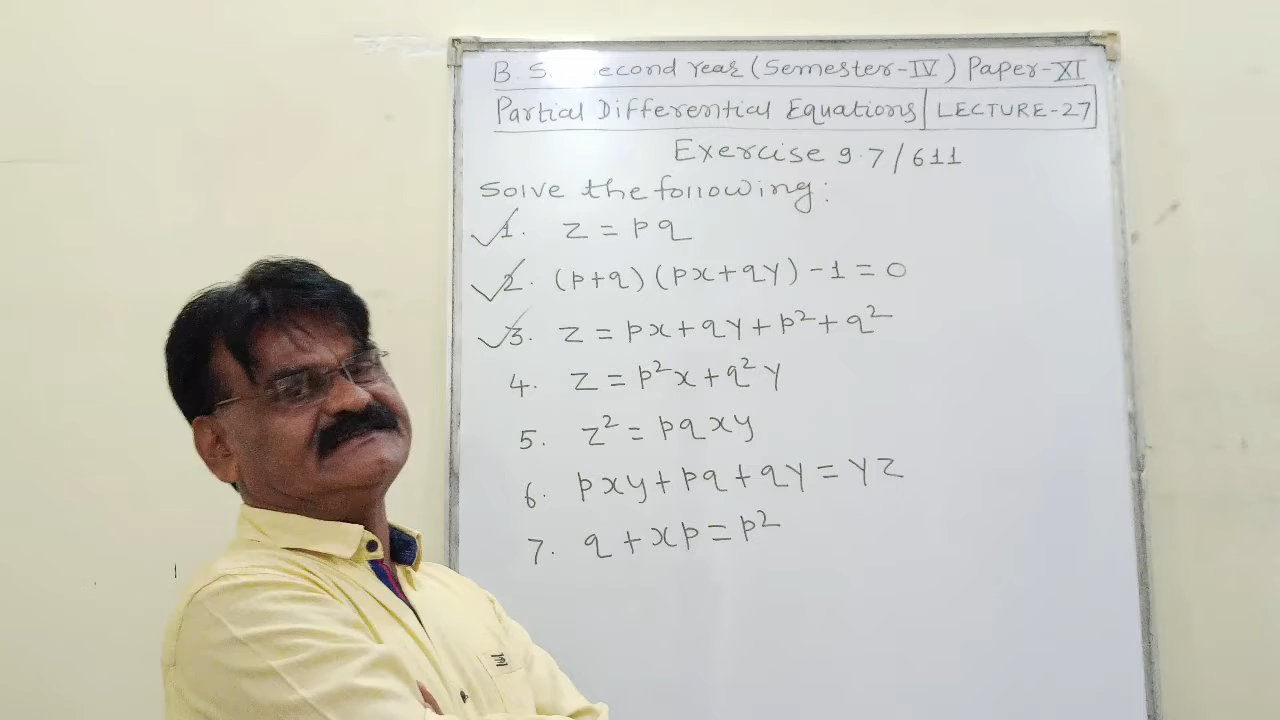 B. S. econd Year (Semester-IV) Paper-XI
Partial Differential Equations LECTURE-27
Exercise 9.7/611
Solve the following:
1. z = pq
2. (p+q)(px+qy)-1=0
3. z = px+qy+p²+q²
4. z = p²x+q²y
5. z² = pqxy
6. pxy+pq+qy=yz
7. q+xp=p²